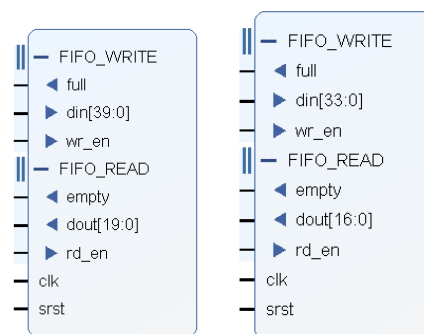 FIFO_WRITE
full
din[39:0]
wr_en
FIFO_READ
empty
dout[19:0]
rd_en
clk
srst
FIFO_WRITE
full
din[33:0]
wr_en
FIFO_READ
empty
dout[16:0]
rd_en
clk
srst